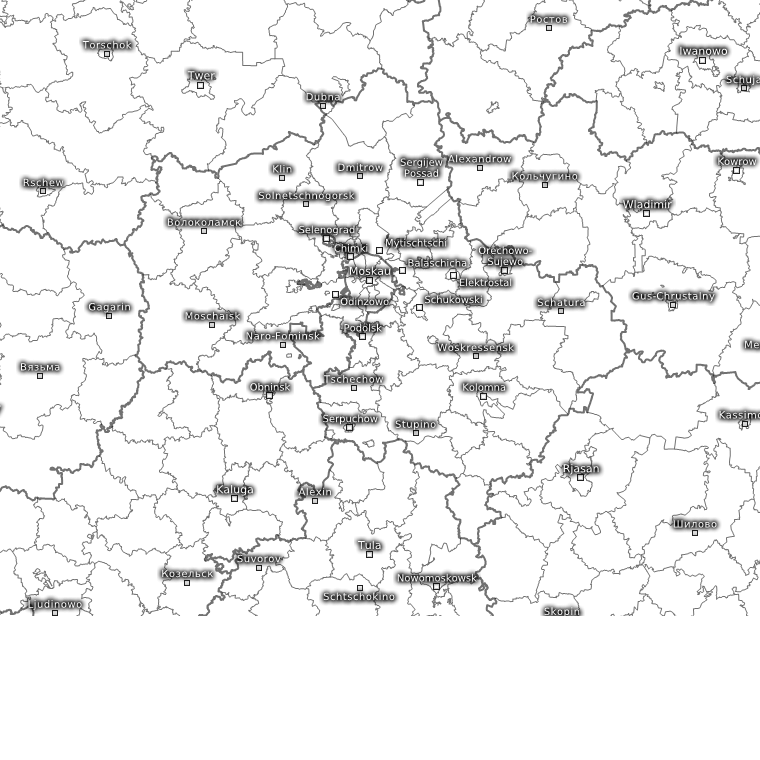 Ростов
Torschok
Iwanowo
Twer
Schuja
Dubna
Klin
Dmitrow
Sergijew
Possad
Alexandrow
Kowrow
Кольчугино
Rschew
Solnetschnogorsk
Wladimir
Волоколамск
Selenograd
Chimki
Mytischtschi
Orechowo-
Sujewo
Moskau
Balaschicha
Elektrostal
Odinzowo
Schukowski
Schatura
Gus-Chrustalny
Gagarin
Moschaisk
Naro-Fominsk
Podolsk
Woskressensk
Me
Вязьма
Obninsk
Tschechow
Kolomna
Serpuchow
Stupino
Kassimo
Rjasan
Kaluga
Alexin
Шилово
Tula
Suvorov
Козельск
Nowomoskowsk
Schtschokino
Ljudinowo
Skopin